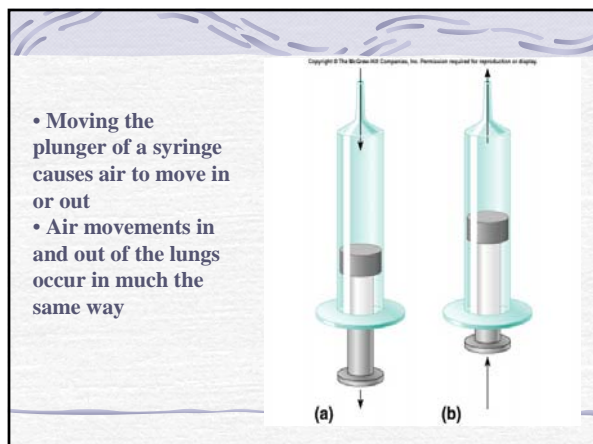 Copyright © The McGraw-Hill Companies, Inc. Permission required for reproduction or display.
• Moving the
plunger of a syringe
causes air to move in
or out
• Air movements in
and out of the lungs
occur in much the
same way
(a)
(b)